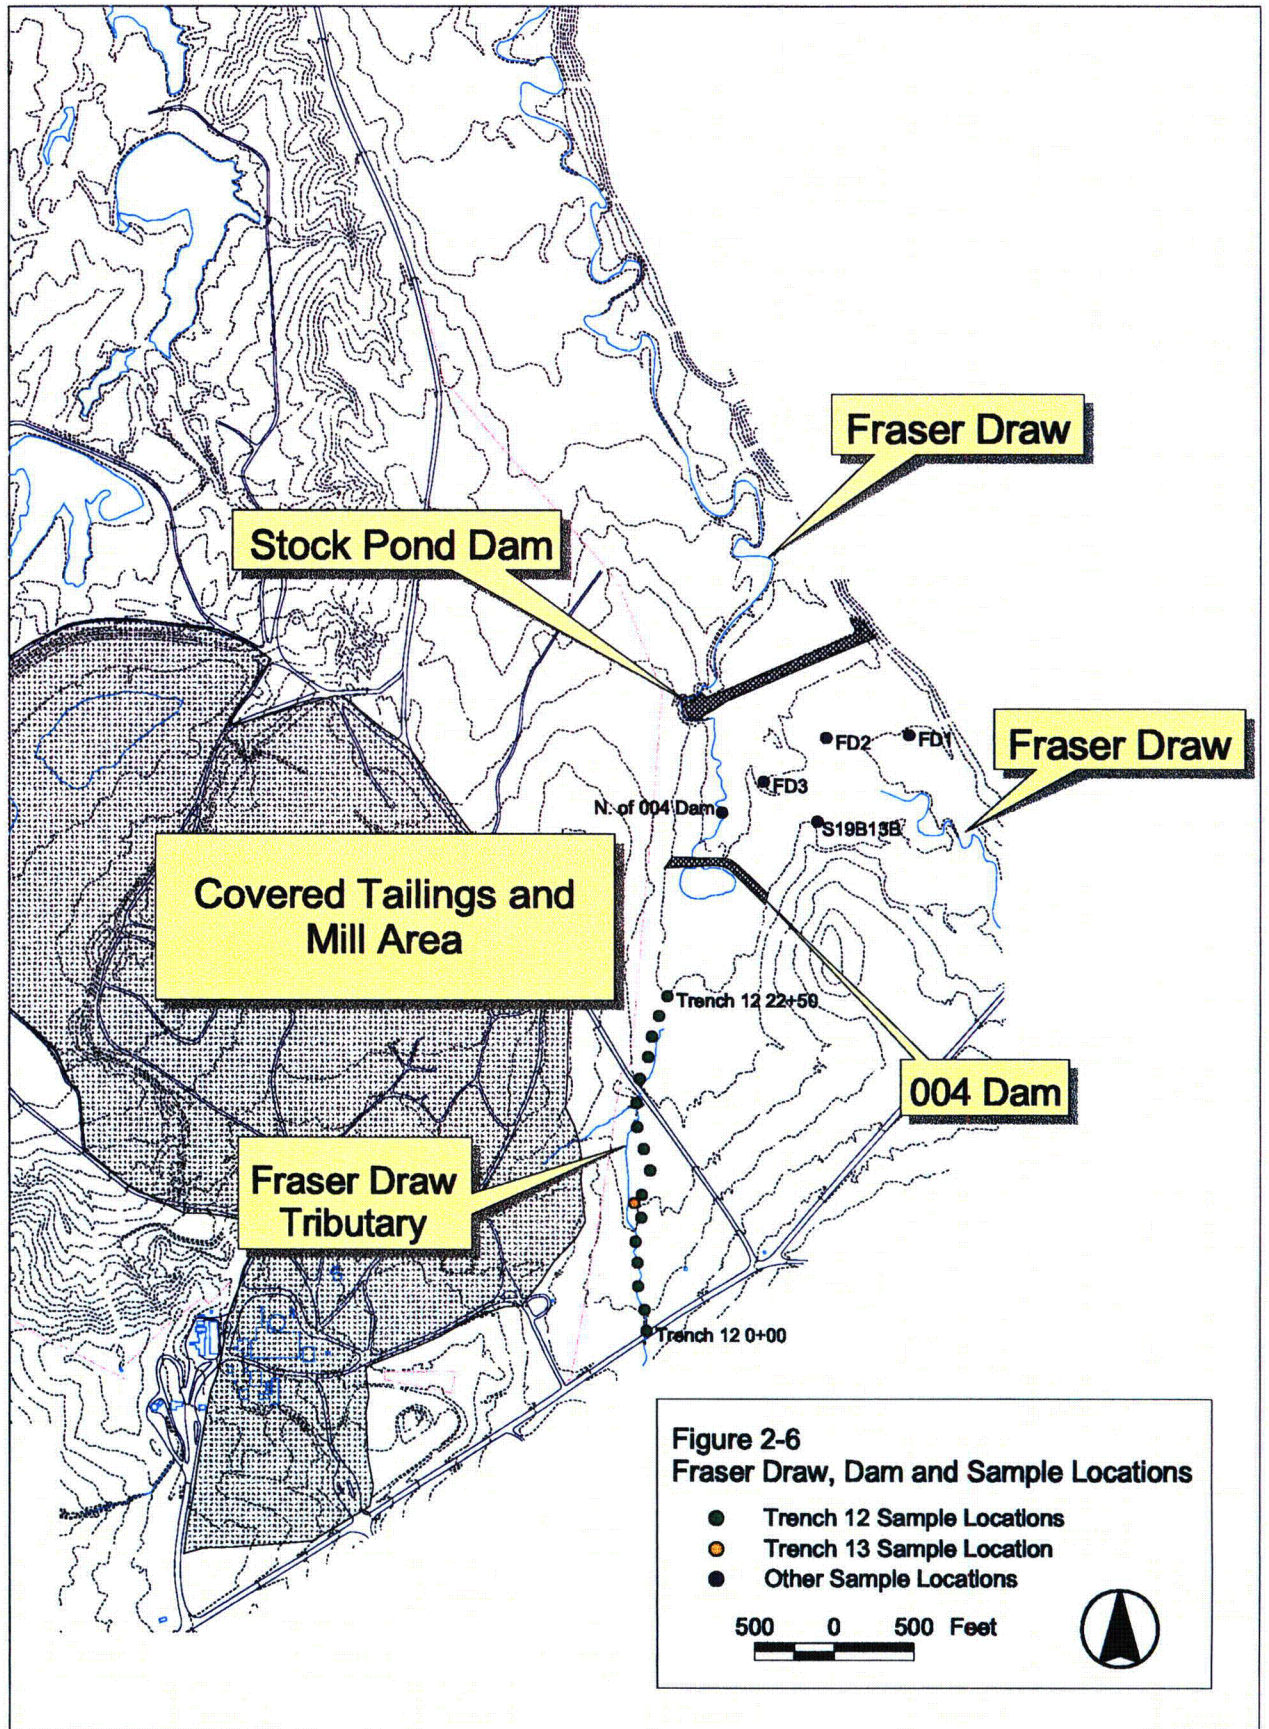 Fraser Draw
Stock Pond Dam
FD2
FD1
Fraser Draw
FD3
N. of 004 Dam
S19B13B
Covered Tailings and
Mill Area
Trench 12 22+50
004 Dam
Fraser Draw
Tributary
Trench 12 0+00
Figure 2-6
Fraser Draw, Dam and Sample Locations
Trench 12 Sample Locations
Trench 13 Sample Location
Other Sample Locations
500 0 500 Feet